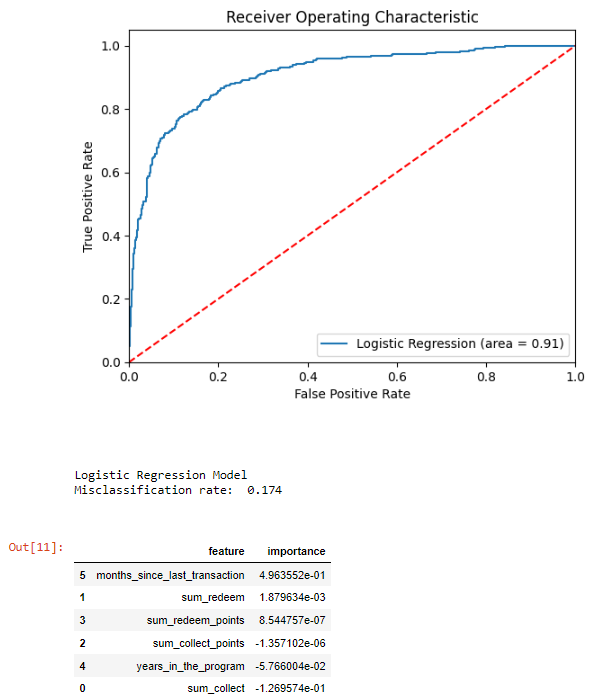 Receiver Operating Characteristic
1.0
0.8
0.6
0.4
0.2
0.0
True Positive Rate
Logistic Regression (area = 0.91)
0.0 0.2 0.4 0.6 0.8 1.0
False Positive Rate
Logistic Regression Model
Misclassification rate:  0.174
Out[11]:
feature importance
5 months_since_last_transaction 4.963552e-01
1 sum_redeem 1.879634e-03
3 sum_redeem_points 8.544757e-07
2 sum_collect_points -1.357102e-06
4 years_in_the_program -5.766004e-02
0 sum_collect -1.269574e-01